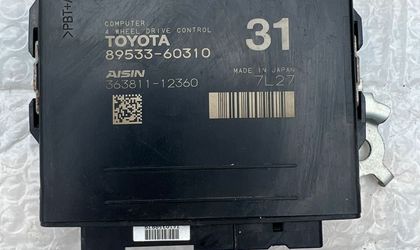 >PBT+
COMPUTER
4 WHEEL DRIVE CONTROL
TOYOTA
31
89533-60310
AISIN
MADE IN JAPAN
363811-12360
7L27